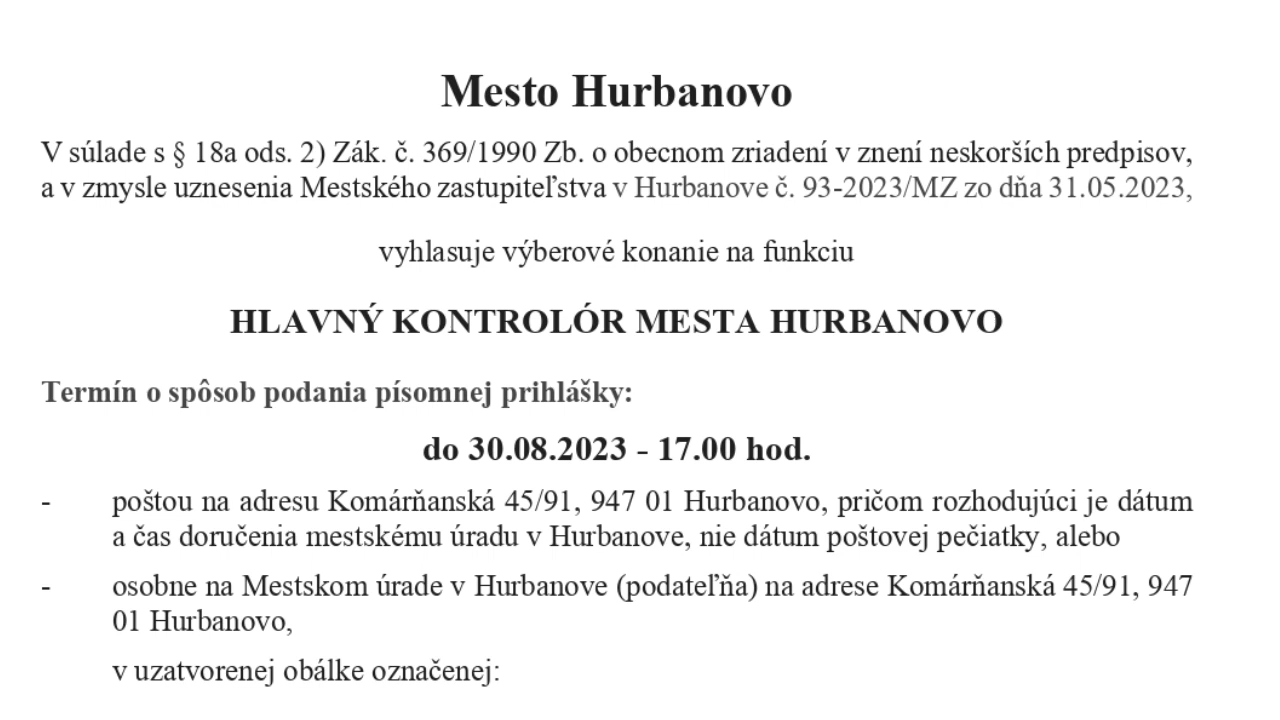 Mesto Hurbanovo
V súlade s § 18a ods. 2) Zák. č. 369/1990 Zb. o obecnom zriadení v znení neskorších predpisov,
a v zmysle uznesenia Mestského zastupiteľstva v Hurbanove č. 93-2023/MZ zo dňa 31.05.2023,
vyhlasuje výberové konanie na funkciu
HLAVNÝ KONTROLÓR MESTA HURBANOVO
Termín o spôsob podania písomnej prihlášky:
do 30.08.2023 - 17.00 hod.
- poštou na adresu Komárňanská 45/91, 947 01 Hurbanovo, pričom rozhodujúci je dátum
a čas doručenia mestskému úradu v Hurbanove, nie dátum poštovej pečiatky, alebo
- osobne na Mestskom úrade v Hurbanove (podateľňa) na adrese Komárňanská 45/91, 947
01 Hurbanovo,
v uzatvorenej obálke označenej: